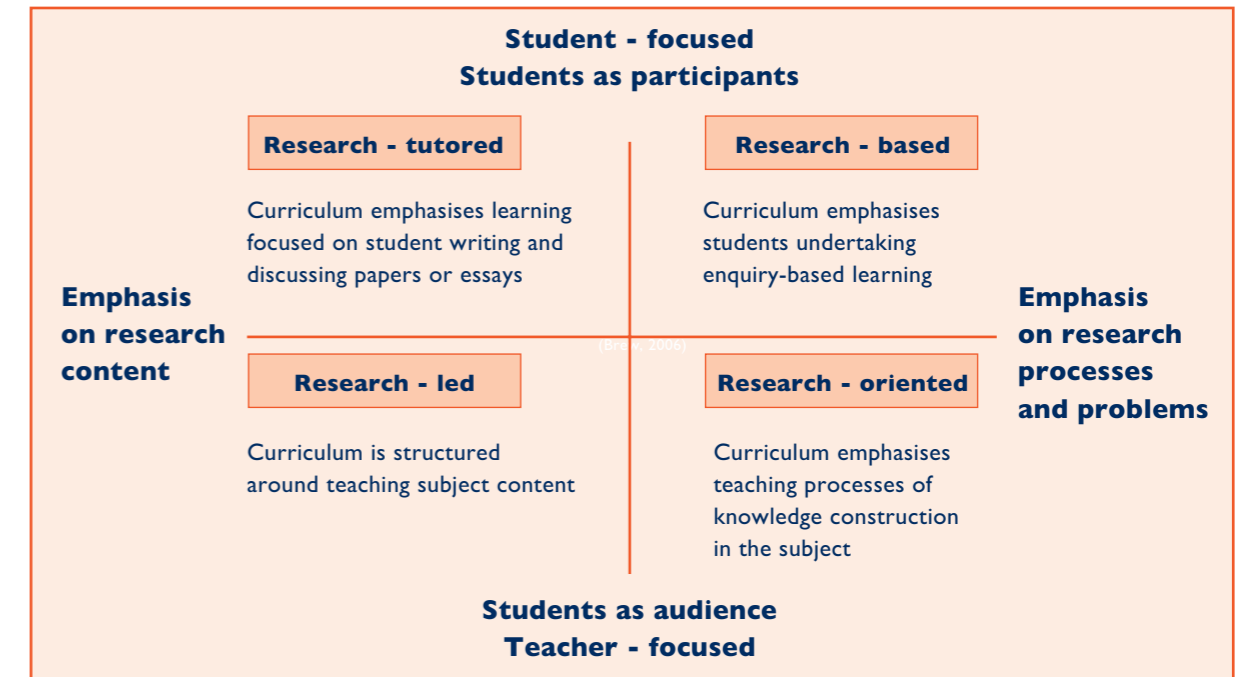 Student - focused
Students as participants
Research - tutored
Curriculum emphasises learning
focused on student writing and
discussing papers or essays
Research - based
Curriculum emphasises
students undertaking
enquiry-based learning
Emphasis
on research
content
Emphasis
on research
processes
and problems
(Brew, 2006)
Research - led
Curriculum is structured
around teaching subject content
Research - oriented
Curriculum emphasises
teaching processes of
knowledge construction
in the subject
Students as audience
Teacher - focused